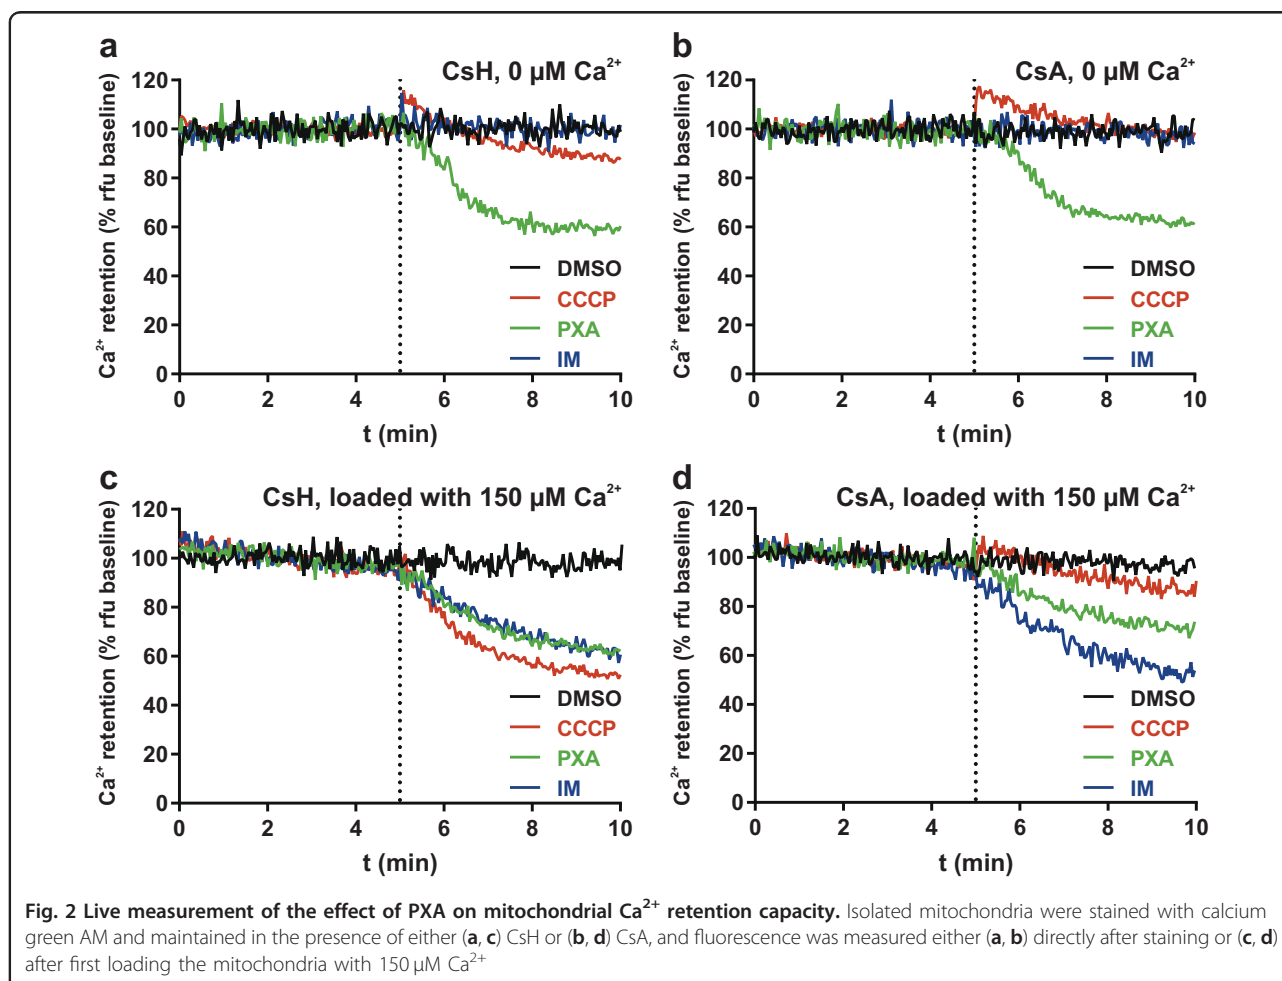 a
CsH, 0 µM Ca²⁺
Ca²⁺ retention (% rfu baseline)
120
100
80
60
40
20
0
DMSO
CCCP
PXA
IM
0 2 4 6 8 10
t (min)
b
CsA, 0 µM Ca²⁺
Ca²⁺ retention (% rfu baseline)
120
100
80
60
40
20
0
DMSO
CCCP
PXA
IM
0 2 4 6 8 10
t (min)
c
CsH, loaded with 150 µM Ca²⁺
Ca²⁺ retention (% rfu baseline)
120
100
80
60
40
20
0
DMSO
CCCP
PXA
IM
0 2 4 6 8 10
t (min)
d
CsA, loaded with 150 µM Ca²⁺
Ca²⁺ retention (% rfu baseline)
120
100
80
60
40
20
0
DMSO
CCCP
PXA
IM
0 2 4 6 8 10
t (min)
Fig. 2 Live measurement of the effect of PXA on mitochondrial Ca²⁺ retention capacity. Isolated mitochondria were stained with calcium
green AM and maintained in the presence of either (a, c) CsH or (b, d) CsA, and fluorescence was measured either (a, b) directly after staining or (c, d)
after first loading the mitochondria with 150 µM Ca²⁺